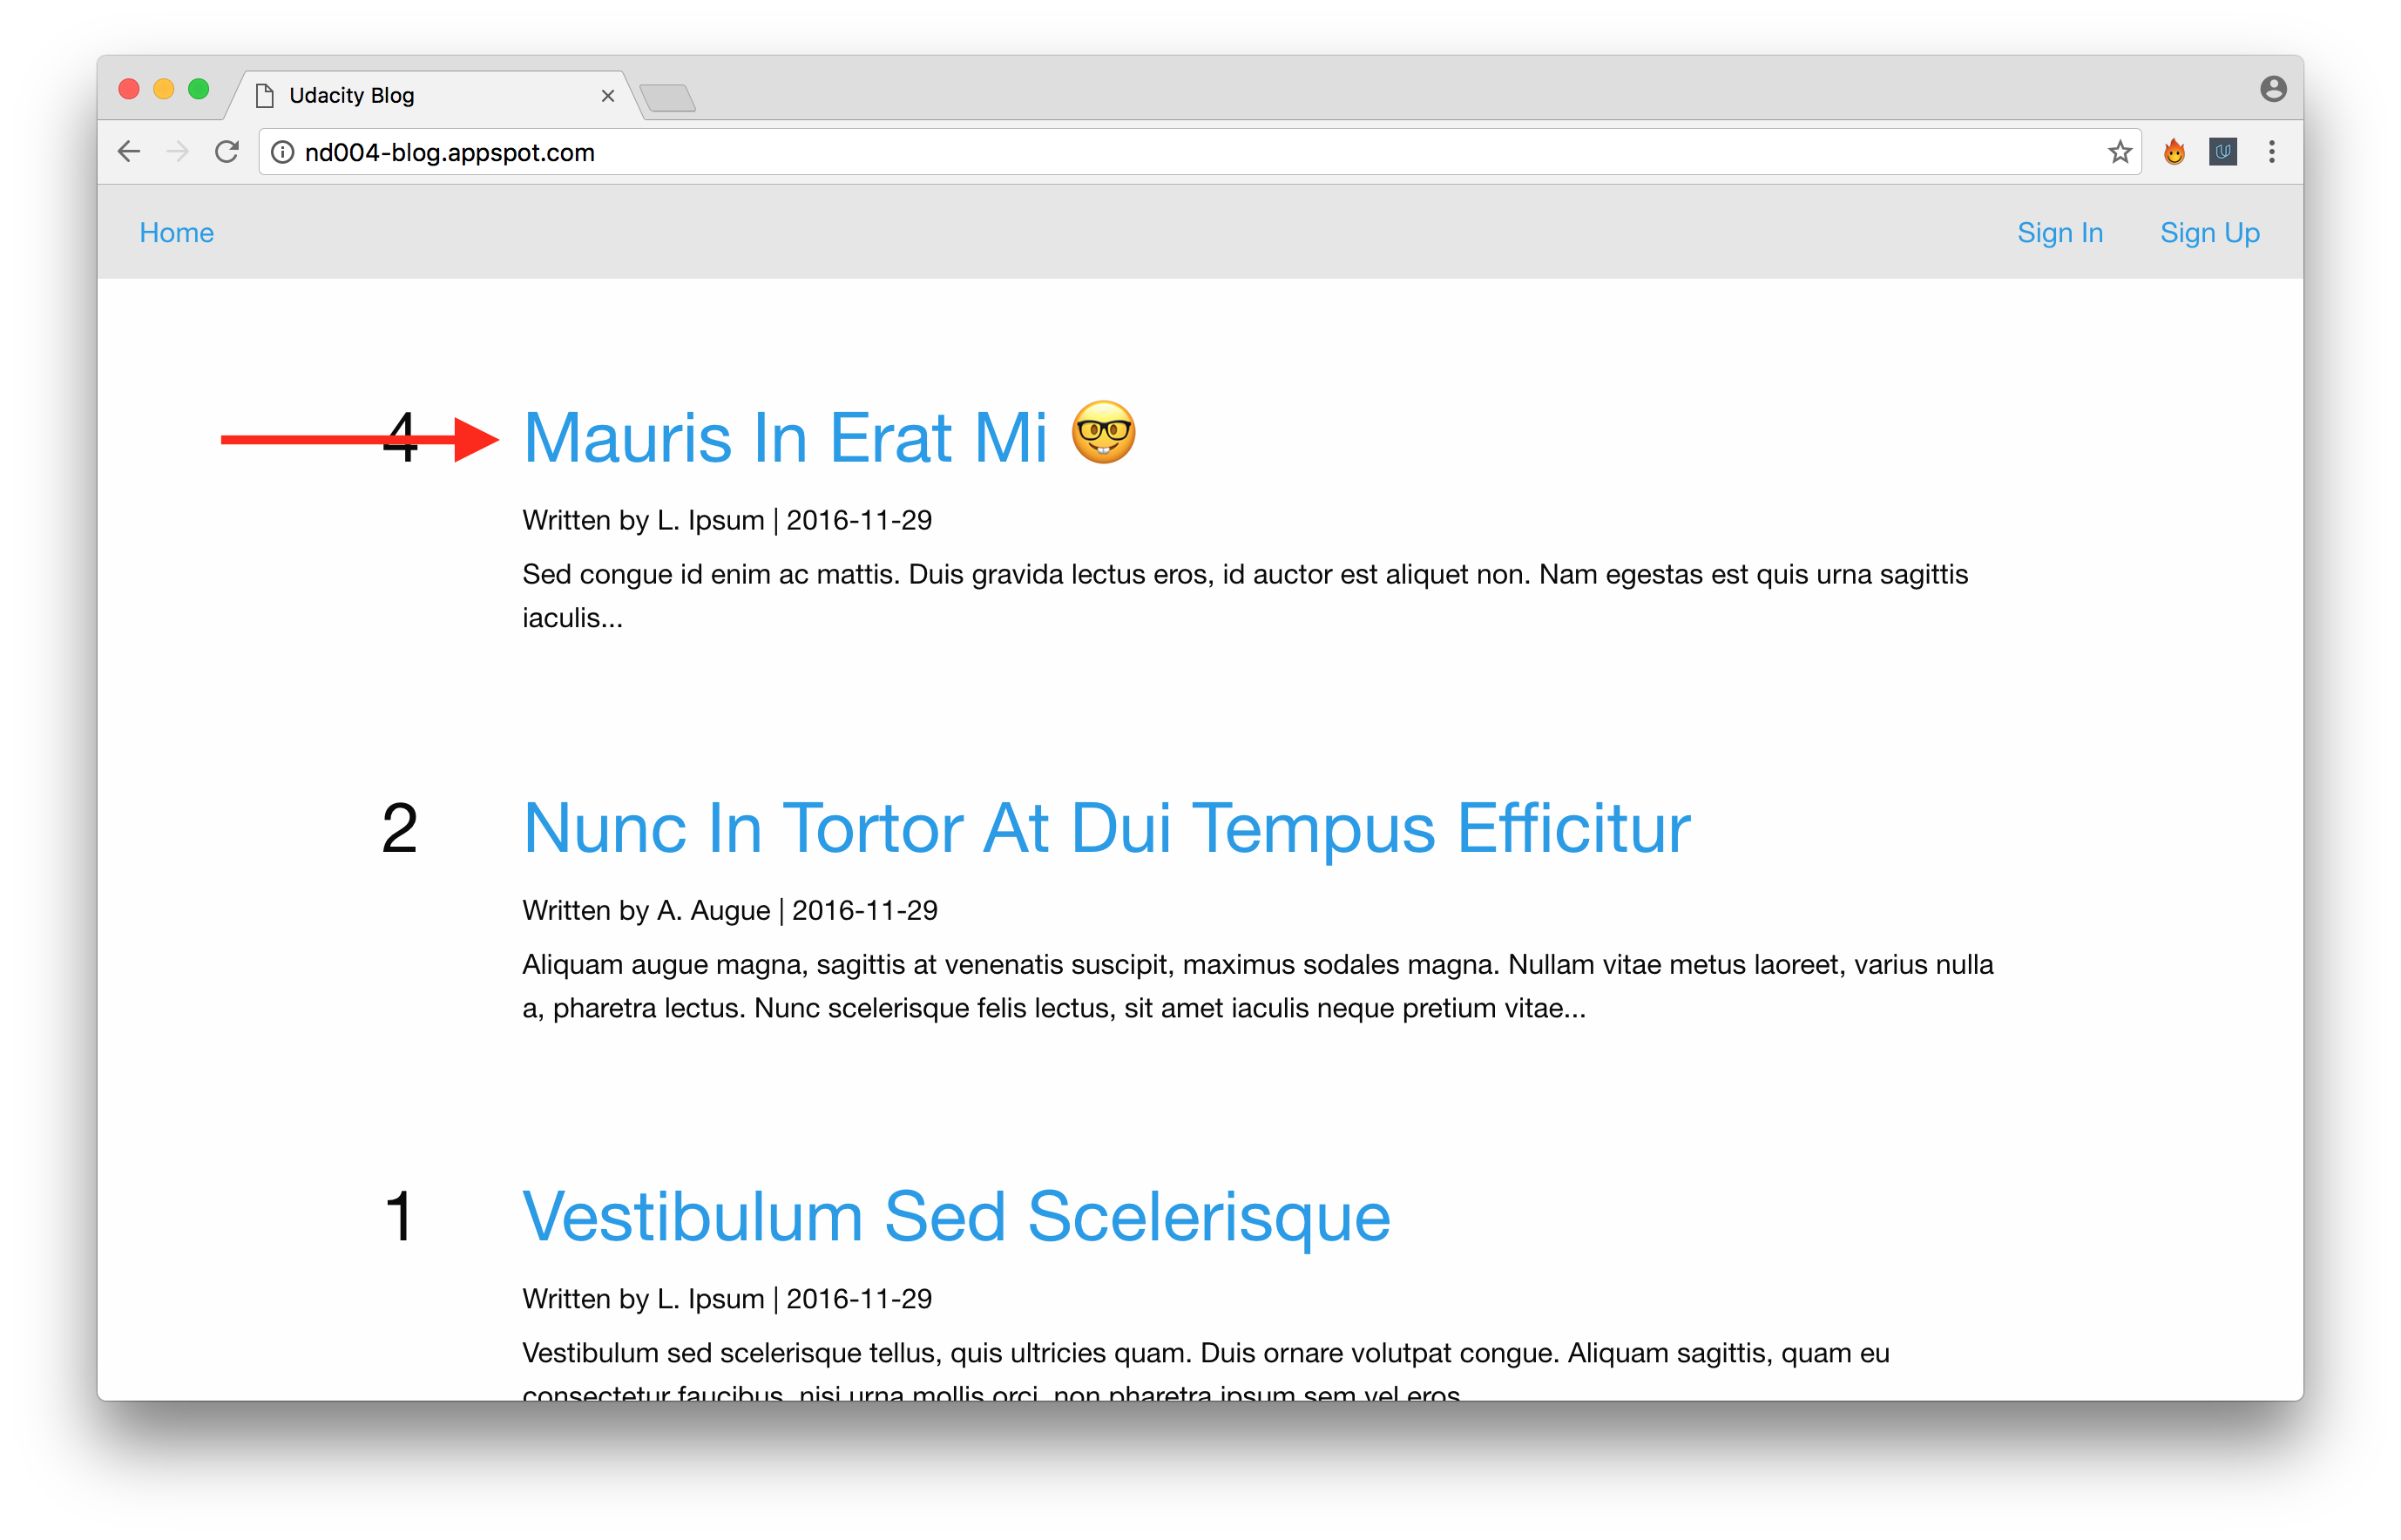 Udacity Blog
nd004-blog.appspot.com
Home Sign In Sign Up
4 Mauris In Erat Mi 🤓
Written by L. Ipsum | 2016-11-29
Sed congue id enim ac mattis. Duis gravida lectus eros, id auctor est aliquet non. Nam egestas est quis urna sagittis
iaculis...
2 Nunc In Tortor At Dui Tempus Efficitur
Written by A. Augue | 2016-11-29
Aliquam augue magna, sagittis at venenatis suscipit, maximus sodales magna. Nullam vitae metus laoreet, varius nulla
a, pharetra lectus. Nunc scelerisque felis lectus, sit amet iaculis neque pretium vitae...
1 Vestibulum Sed Scelerisque
Written by L. Ipsum | 2016-11-29
Vestibulum sed scelerisque tellus, quis ultricies quam. Duis ornare volutpat congue. Aliquam sagittis, quam eu
consectetur faucibus, nisi urna mollis orci, non pharetra ipsum sem vel eros